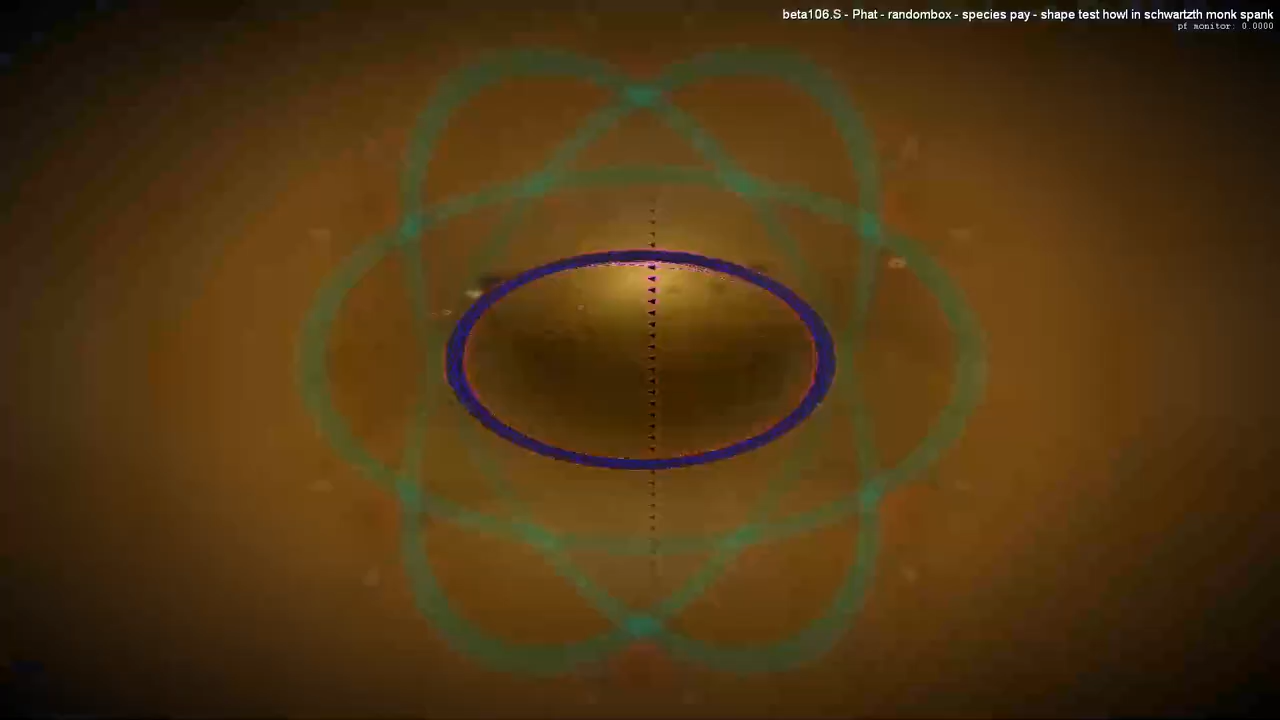 beta106.S - Phat - randombox - species pay - shape test howl in schwartzth monk spank
pf monitor: 0.0000